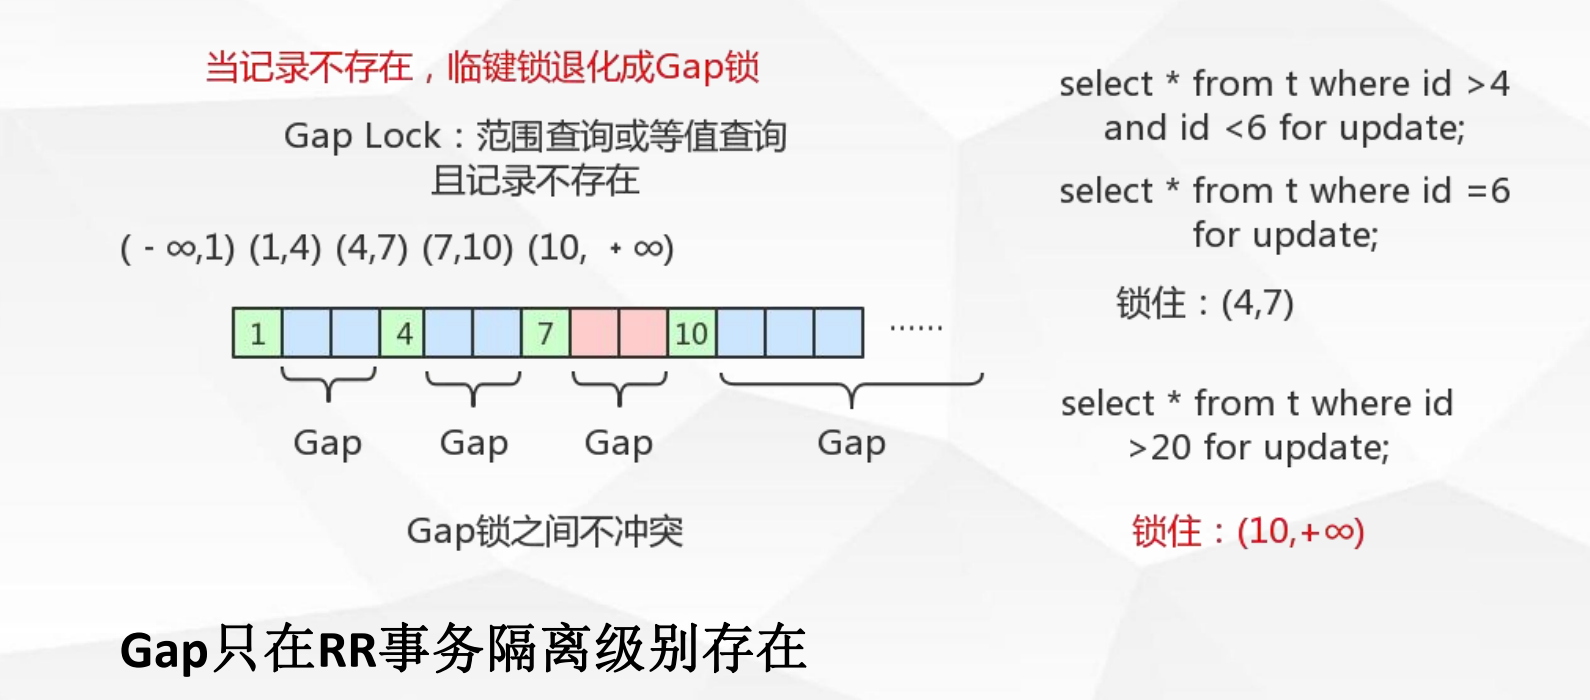 当记录不存在，临键锁退化成Gap锁
Gap Lock：范围查询或等值查询
且记录不存在
( - ∞,1) (1,4) (4,7) (7,10) (10, + ∞)
1 4 7 10 ······
Gap Gap Gap Gap
Gap锁之间不冲突
Gap只在RR事务隔离级别存在
select * from t where id >4
and id <6 for update;
select * from t where id =6
for update;
锁住：(4,7)
select * from t where id
>20 for update;
锁住：(10,+∞)